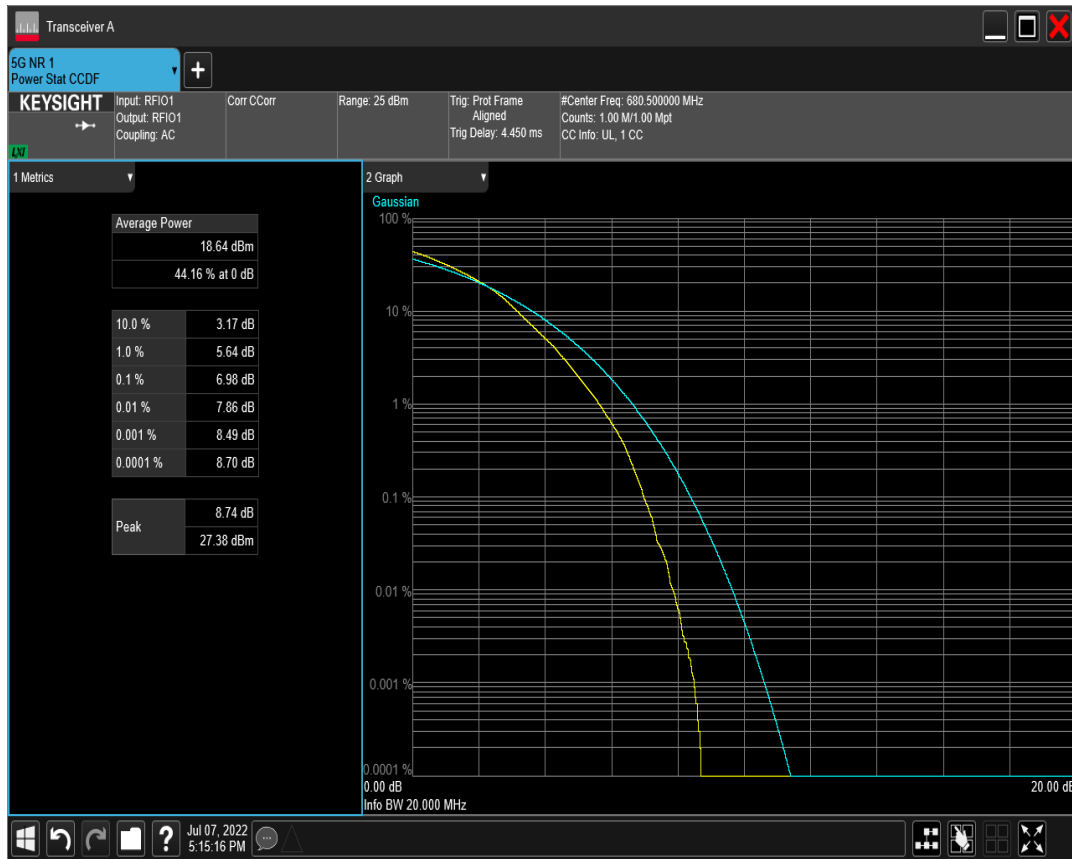 Transceiver A
5G NR 1
Power Stat CCDF
+
KEYSIGHT
LXI
Input: RFIO1
Output: RFIO1
Coupling: AC
Corr CCorr
Range: 25 dBm
Trig: Prot Frame
Aligned
Trig Delay: 4.450 ms
#Center Freq: 680.500000 MHz
Counts: 1.00 M/1.00 Mpt
CC Info: UL, 1 CC
1 Metrics
Average Power
18.64 dBm
44.16 % at 0 dB
10.0 % 3.17 dB
1.0 % 5.64 dB
0.1 % 6.98 dB
0.01 % 7.86 dB
0.001 % 8.49 dB
0.0001 % 8.70 dB
Peak
8.74 dB
27.38 dBm
2 Graph
Gaussian
100 %
10 %
1 %
0.1 %
0.01 %
0.001 %
0.0001 %
0.00 dB 20.00 dB
Info BW 20.000 MHz
?
Jul 07, 2022
5:15:16 PM